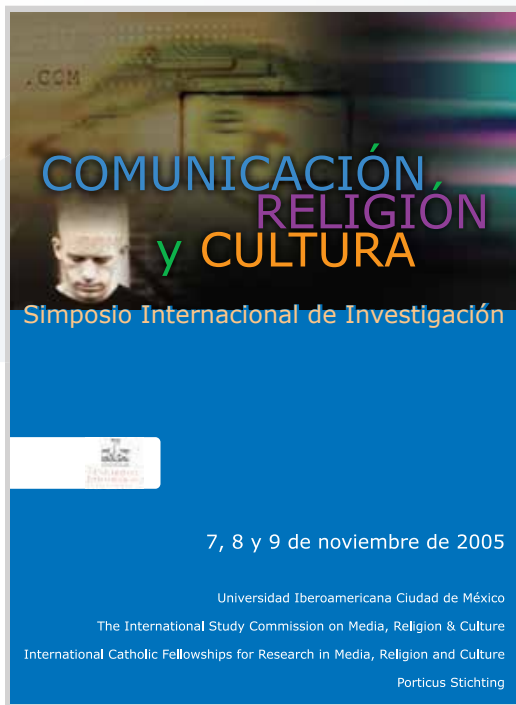 .COM
COMUNICACIÓN,
RELIGIÓN
y CULTURA
Simposio Internacional de Investigación
7, 8 y 9 de noviembre de 2005
Universidad Iberoamericana Ciudad de México
The International Study Commission on Media, Religion & Culture
International Catholic Fellowships for Research in Media, Religion and Culture
Porticus Stichting